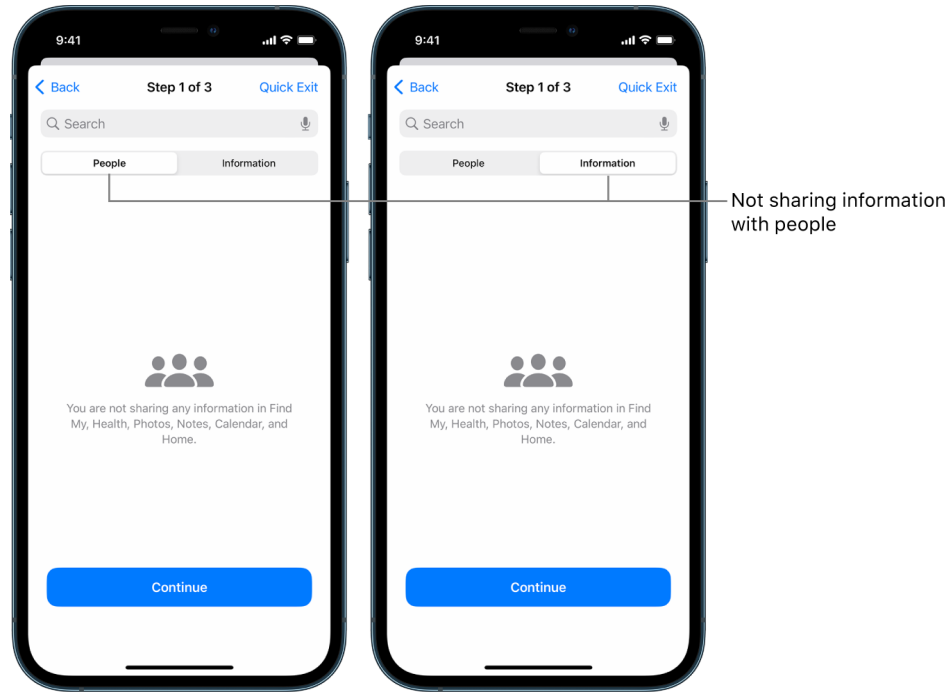 9:41
Back
Step 1 of 3
Quick Exit
Search
People
Information
You are not sharing any information in Find
My, Health, Photos, Notes, Calendar, and
Home.
Continue
9:41
Back
Step 1 of 3
Quick Exit
Search
People
Information
You are not sharing any information in Find
My, Health, Photos, Notes, Calendar, and
Home.
Continue
Not sharing information
with people